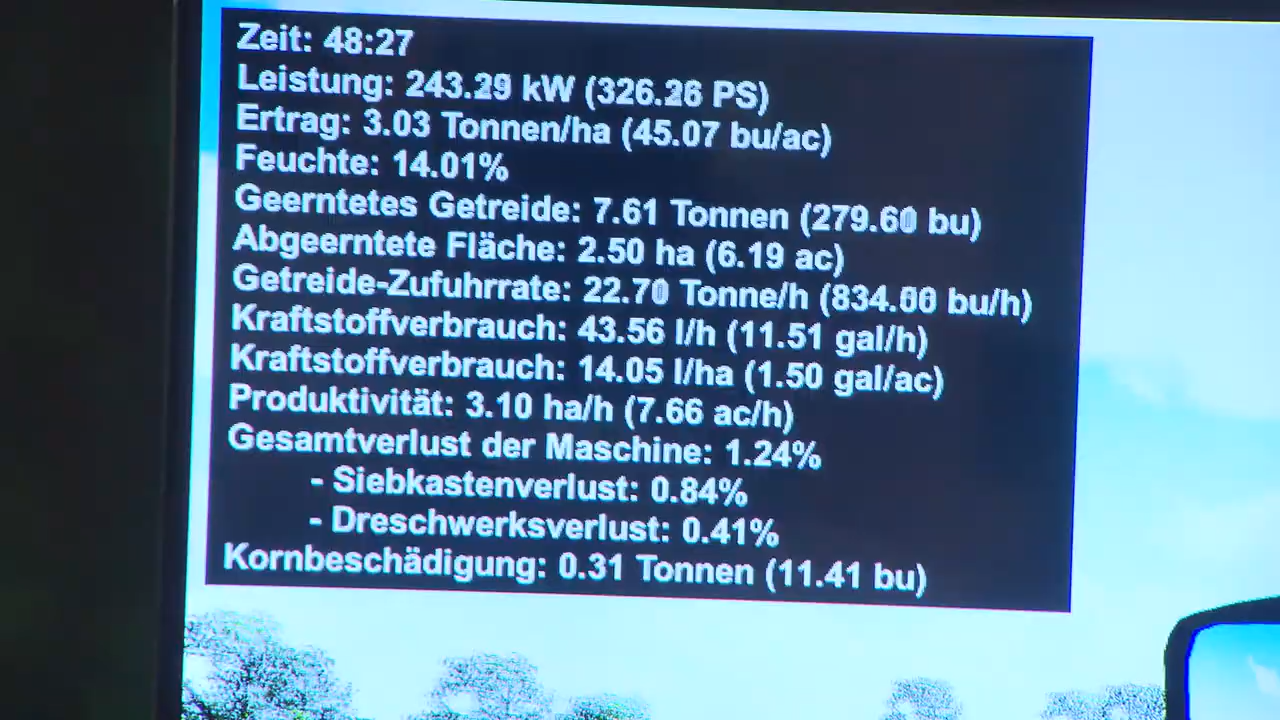 Zeit: 48:27
Leistung: 243.29 kW (326.26 PS)
Ertrag: 3.03 Tonnen/ha (45.07 bu/ac)
Feuchte: 14.01%
Geerntetes Getreide: 7.61 Tonnen (279.60 bu)
Abgeerntete Fläche: 2.50 ha (6.19 ac)
Getreide-Zufuhrrate: 22.70 Tonne/h bu/h)
Kraftstoffverbrauch: 43.56 l/h (11.51 gal/h)
Kraftstoffverbrauch: 14.05 l/ha (1.50 gal/ac)
Produktivität: 3.10 ha/h (7.66 ac/h)
Gesamtverlust der Maschine: 1.24%
- Siebkastenverlust: 0.84%
- Dreschwerksverlust: 0.41%
Kornbeschädigung: 0.31 Tonnen (11.41 bu)